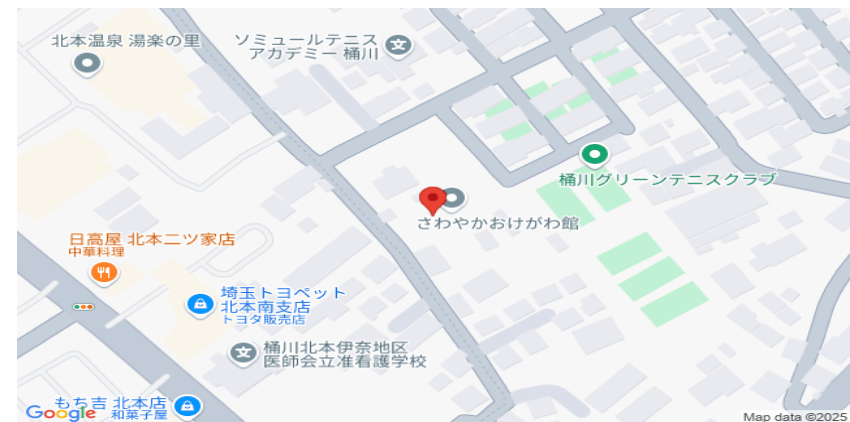 北本温泉 湯楽の里
ソミュールテニス
アカデミー 桶川
桶川グリーンテニスクラブ
さわやかおけがわ館
日高屋 北本二ツ家店
中華料理
埼玉トヨペット
北本南支店
トヨタ販売店
桶川北本伊奈地区
医師会立准看護学校
もち吉 北本店
和菓子屋
Google
Map data ©2025